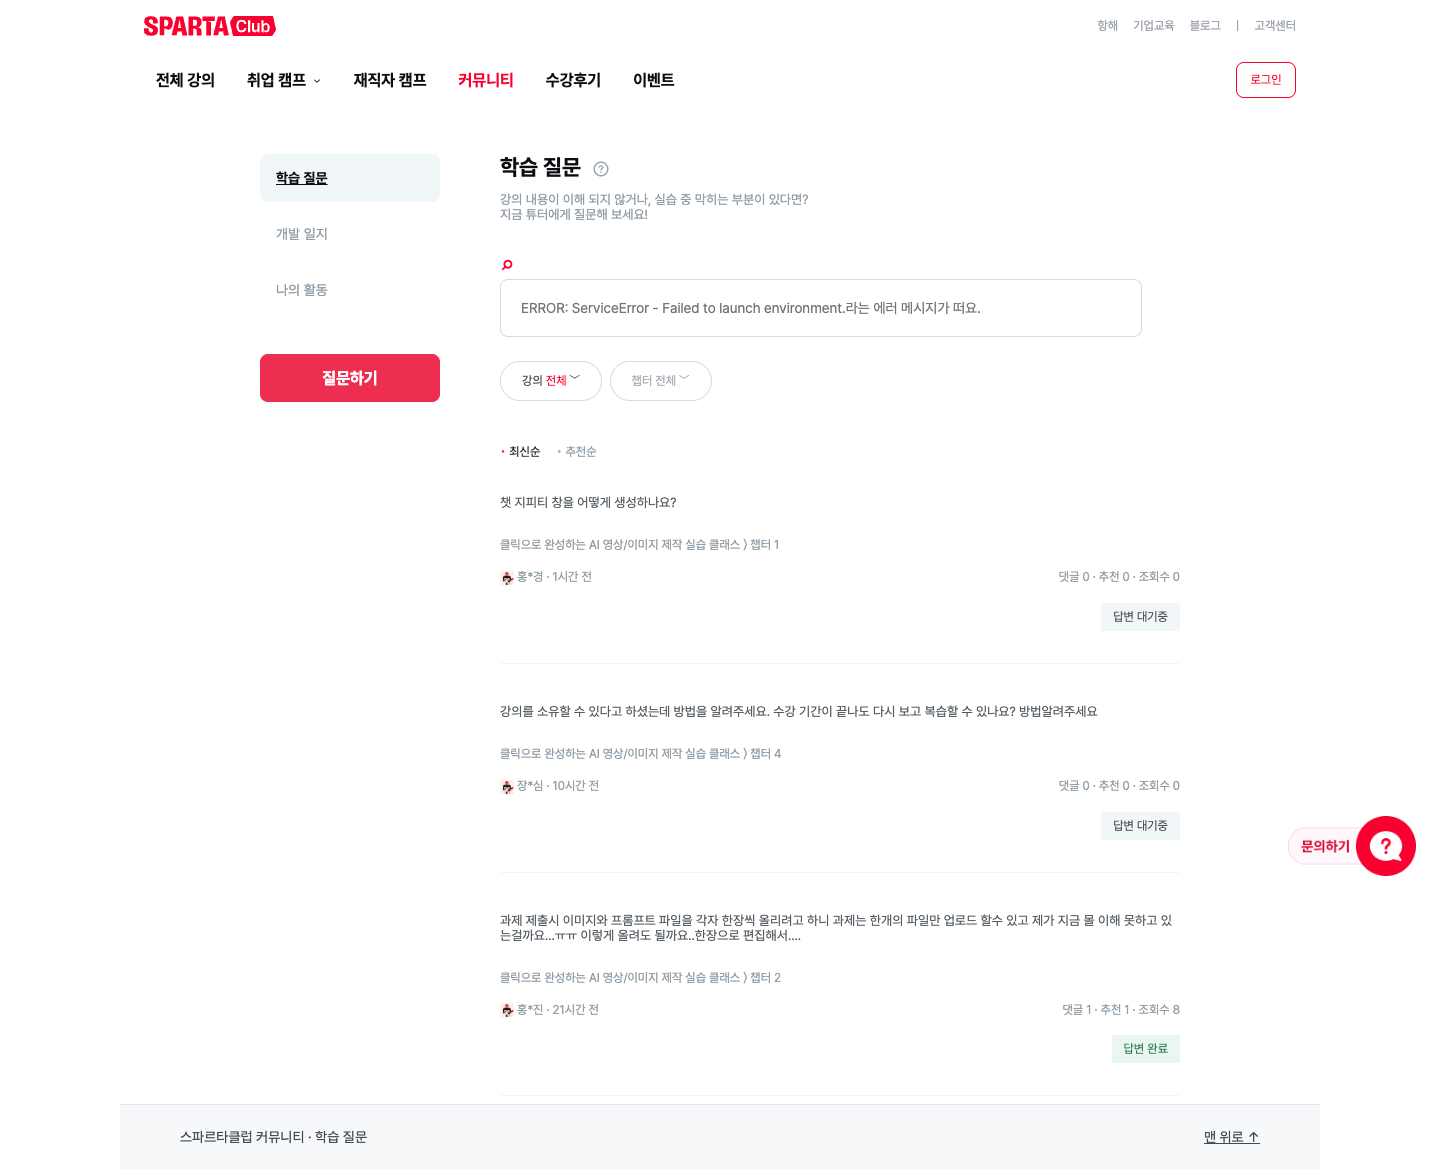 SPARTA Club
항해 기업교육 블로그 | 고객센터
전체 강의 취업 캠프 재직자 캠프 커뮤니티 수강후기 이벤트
로그인
학습 질문
개발 일지
나의 활동
질문하기
학습 질문
강의 내용이 이해 되지 않거나, 실습 중 막히는 부분이 있다면?
지금 튜터에게 질문해 보세요!
ERROR: ServiceError - Failed to launch environment.라는 에러 메시지가 떠요.
강의 전체
챕터 전체
• 최신순 • 추천순
챗 지피티 창을 어떻게 생성하나요?
클릭으로 완성하는 AI 영상/이미지 제작 실습 클래스 > 챕터 1
홍*경 · 1시간 전
댓글 0 · 추천 0 · 조회수 0
답변 대기중
강의를 소유할 수 있다고 하셨는데 방법을 알려주세요. 수강 기간이 끝나도 다시 보고 복습할 수 있나요? 방법알려주세요
클릭으로 완성하는 AI 영상/이미지 제작 실습 클래스 > 챕터 4
장*심 · 10시간 전
댓글 0 · 추천 0 · 조회수 0
답변 대기중
과제 제출시 이미지와 프롬프트 파일을 각자 한장씩 올리려고 하니 과제는 한개의 파일만 업로드 할수 있고 제가 지금 몰 이해 못하고 있
는걸까요...ㅠㅠ 이렇게 올려도 될까요..한장으로 편집해서....
클릭으로 완성하는 AI 영상/이미지 제작 실습 클래스 > 챕터 2
홍*진 · 21시간 전
댓글 1 · 추천 1 · 조회수 8
답변 완료
문의하기
스파르타클럽 커뮤니티 · 학습 질문
맨 위로 ↑